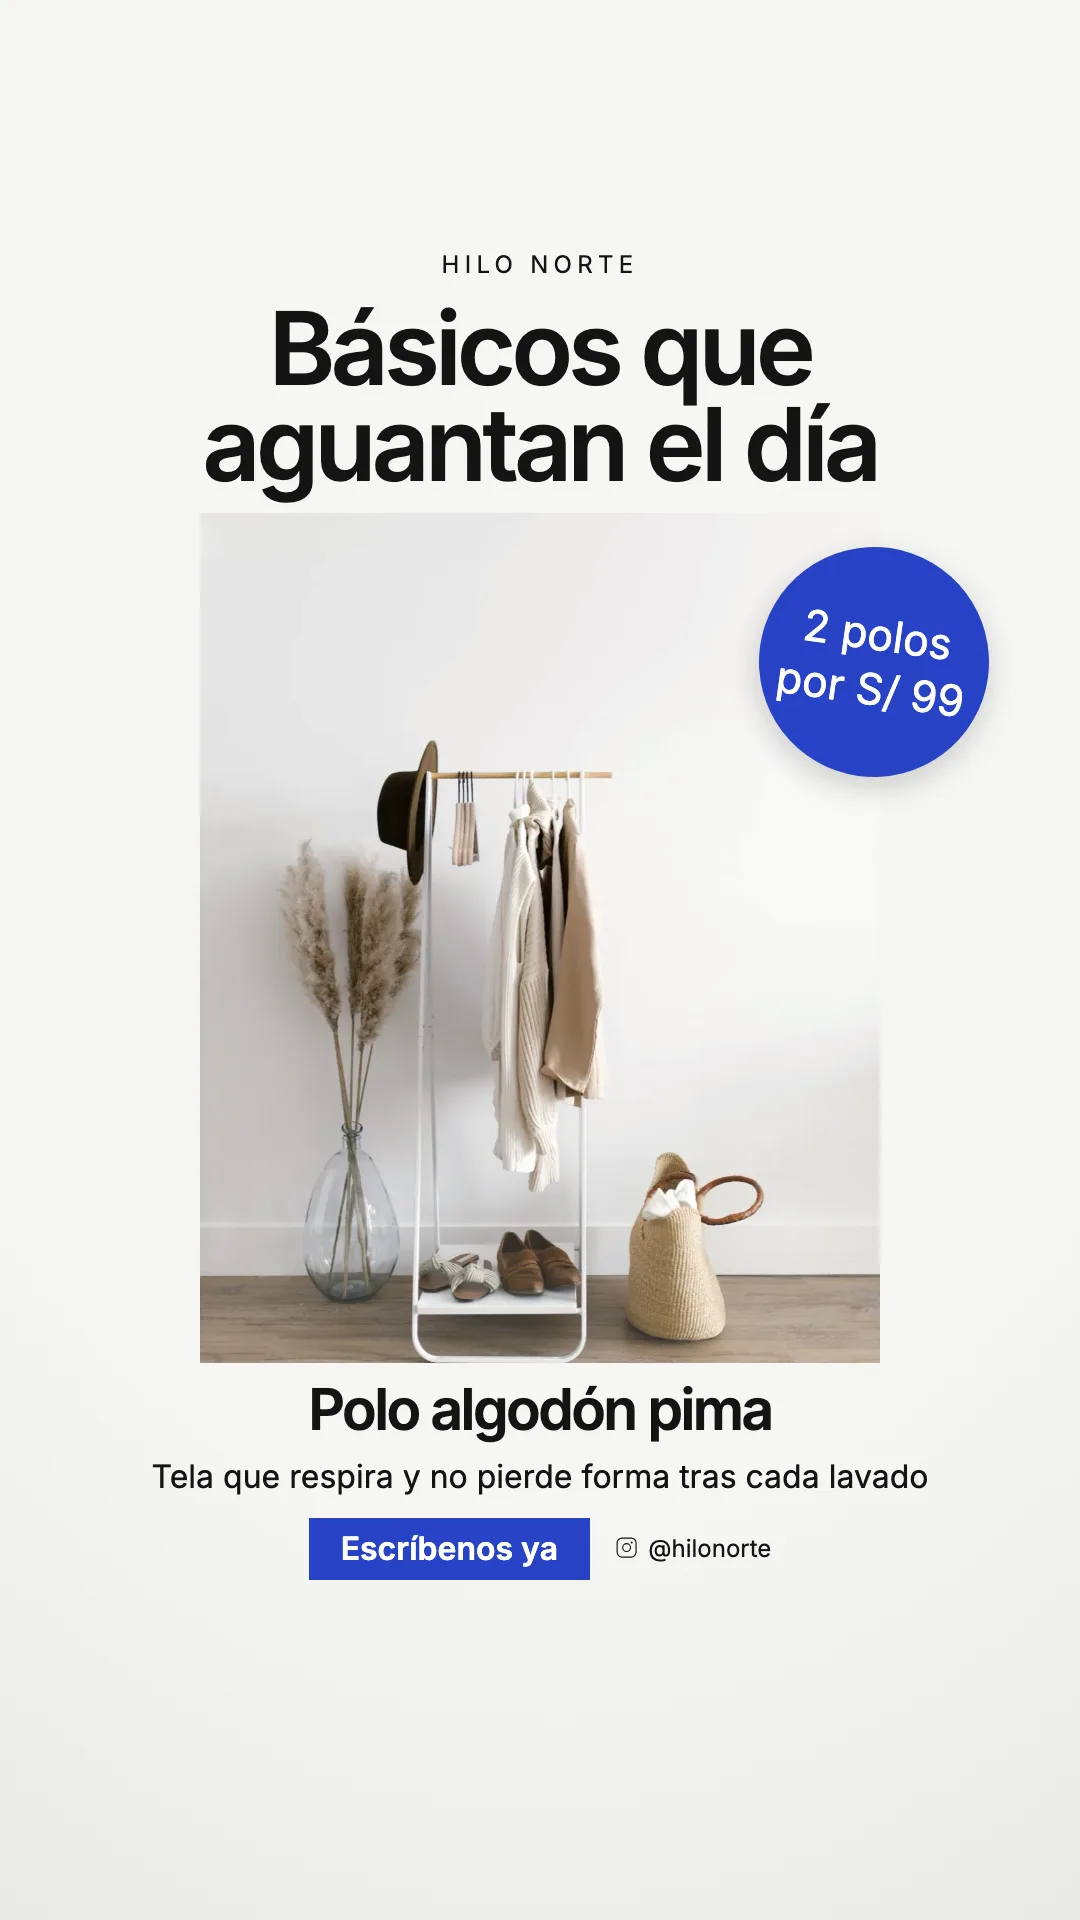 HILO NORTE
Básicos que
aguantan el día
2 polos
por S/ 99
Polo algodón pima
Tela que respira y no pierde forma tras cada lavado
Escríbenos ya
@hilonorte